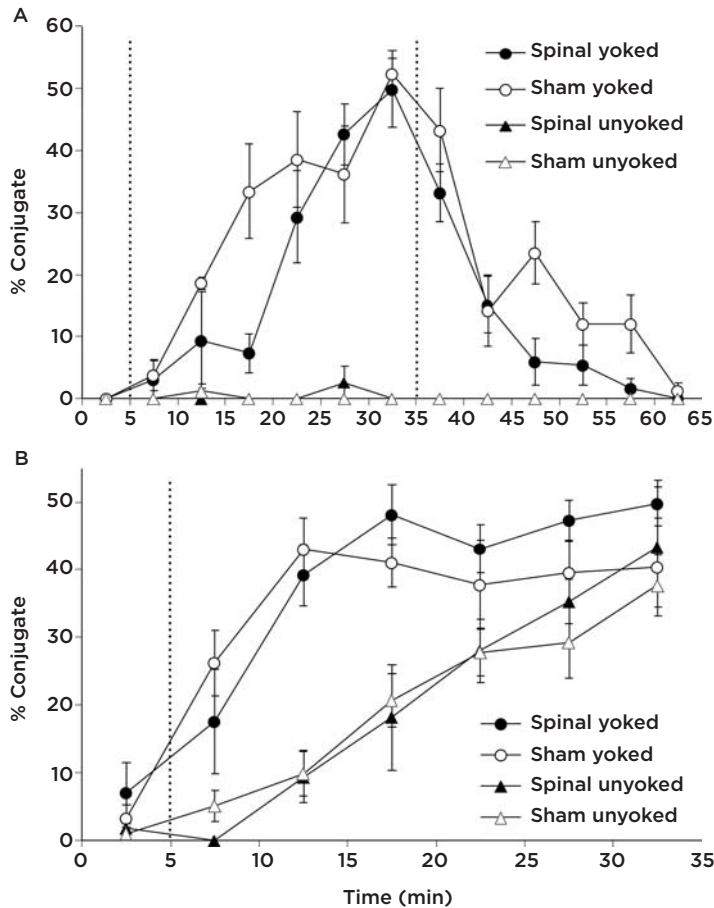 A
60
50
40
30
20
10
0
% Conjugate
Spinal yoked
Sham yoked
Spinal unyoked
Sham unyoked
0 5 10 15 20 25 30 35 40 45 50 55 60 65
B
50
40
30
20
10
0
% Conjugate
Spinal yoked
Sham yoked
Spinal unyoked
Sham unyoked
0 5 10 15 20 25 30 35
Time (min)